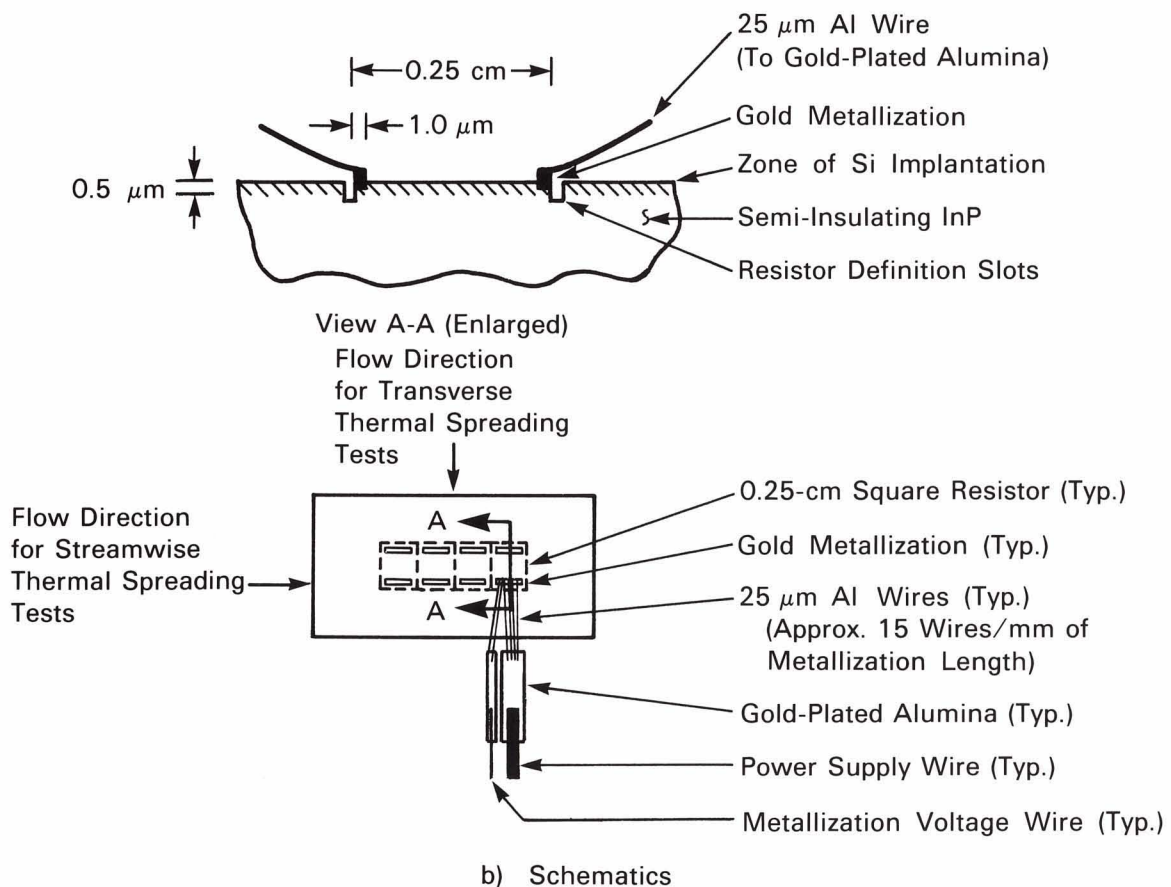 25 μm Al Wire
(To Gold-Plated Alumina)
0.25 cm
Gold Metallization
1.0 μm
Zone of Si Implantation
0.5 μm
Semi-Insulating InP
Resistor Definition Slots
View A-A (Enlarged)
Flow Direction
for Transverse
Thermal Spreading
Tests
0.25-cm Square Resistor (Typ.)
Flow Direction
for Streamwise
Thermal Spreading
Tests
A
Gold Metallization (Typ.)
A
25 μm Al Wires (Typ.)
(Approx. 15 Wires/mm of
Metallization Length)
Gold-Plated Alumina (Typ.)
Power Supply Wire (Typ.)
Metallization Voltage Wire (Typ.)
b) Schematics